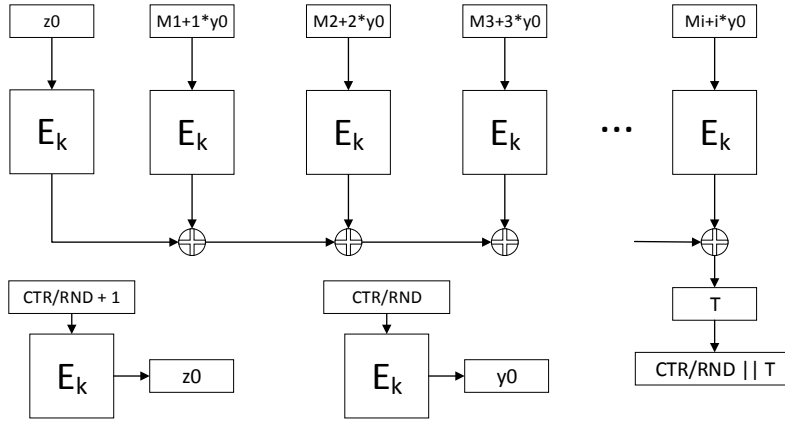 z0
M1+1*y0
M2+2*y0
M3+3*y0
Mi+i*y0
Ek
Ek
Ek
Ek
...
Ek
CTR/RND + 1
CTR/RND
T
Ek
z0
Ek
y0
CTR/RND || T